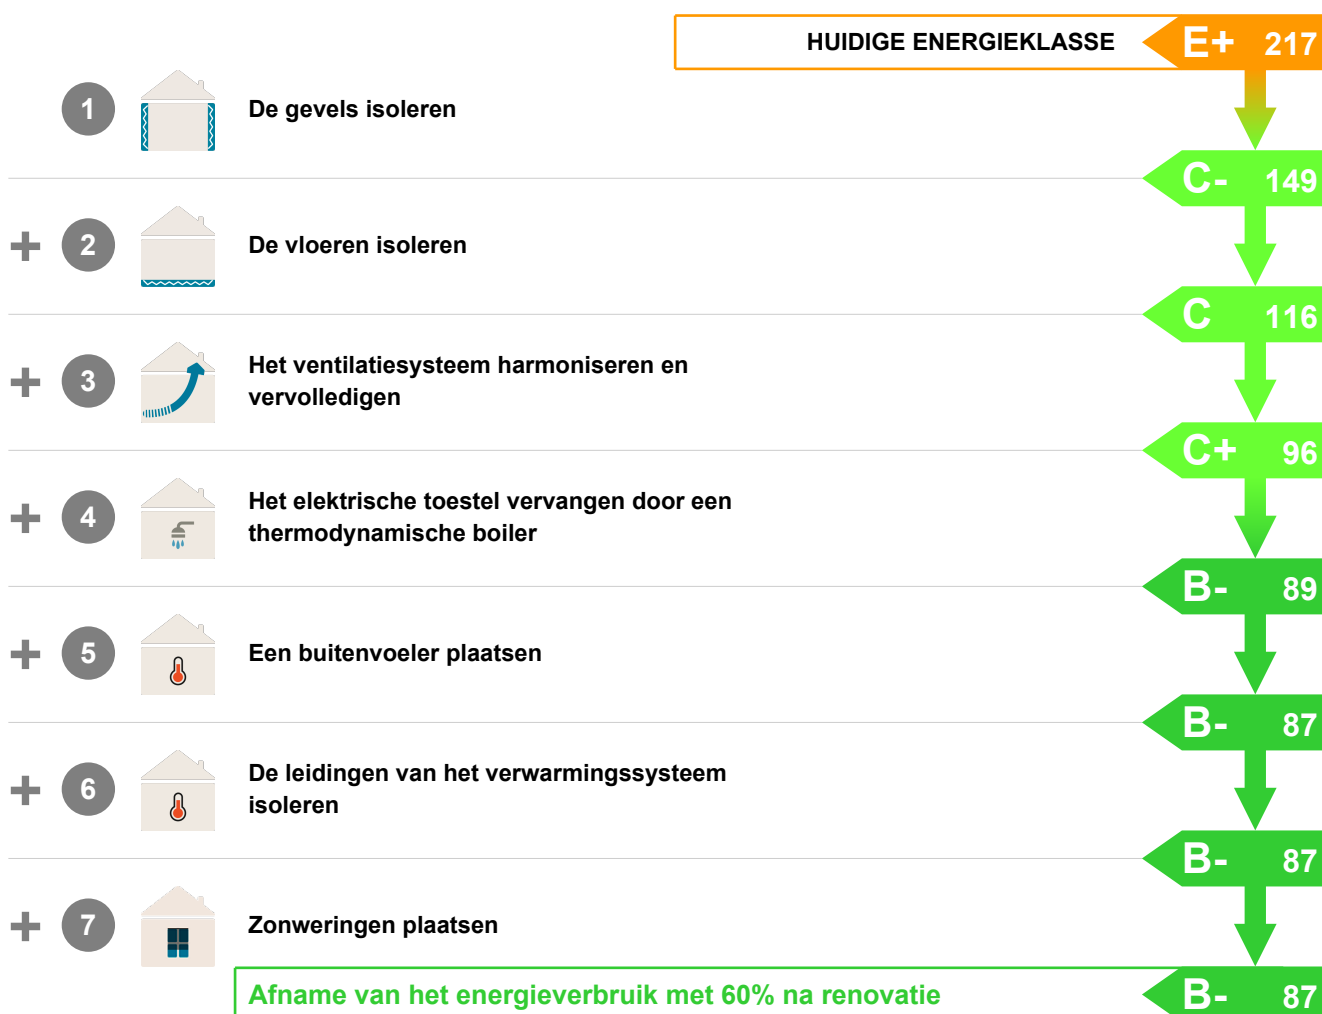 HUIDIGE ENERGIEKLASSE E+ 217
1 De gevels isoleren
C- 149
+ 2 De vloeren isoleren
C 116
+ 3 Het ventilatiesysteem harmoniseren en
vervolledigen
C+ 96
+ 4 Het elektrische toestel vervangen door een
thermodynamische boiler
B- 89
+ 5 Een buitenvoeler plaatsen
B- 87
+ 6 De leidingen van het verwarmingssysteem
isoleren
B- 87
+ 7 Zonweringen plaatsen
Afname van het energieverbruik met 60% na renovatie B- 87